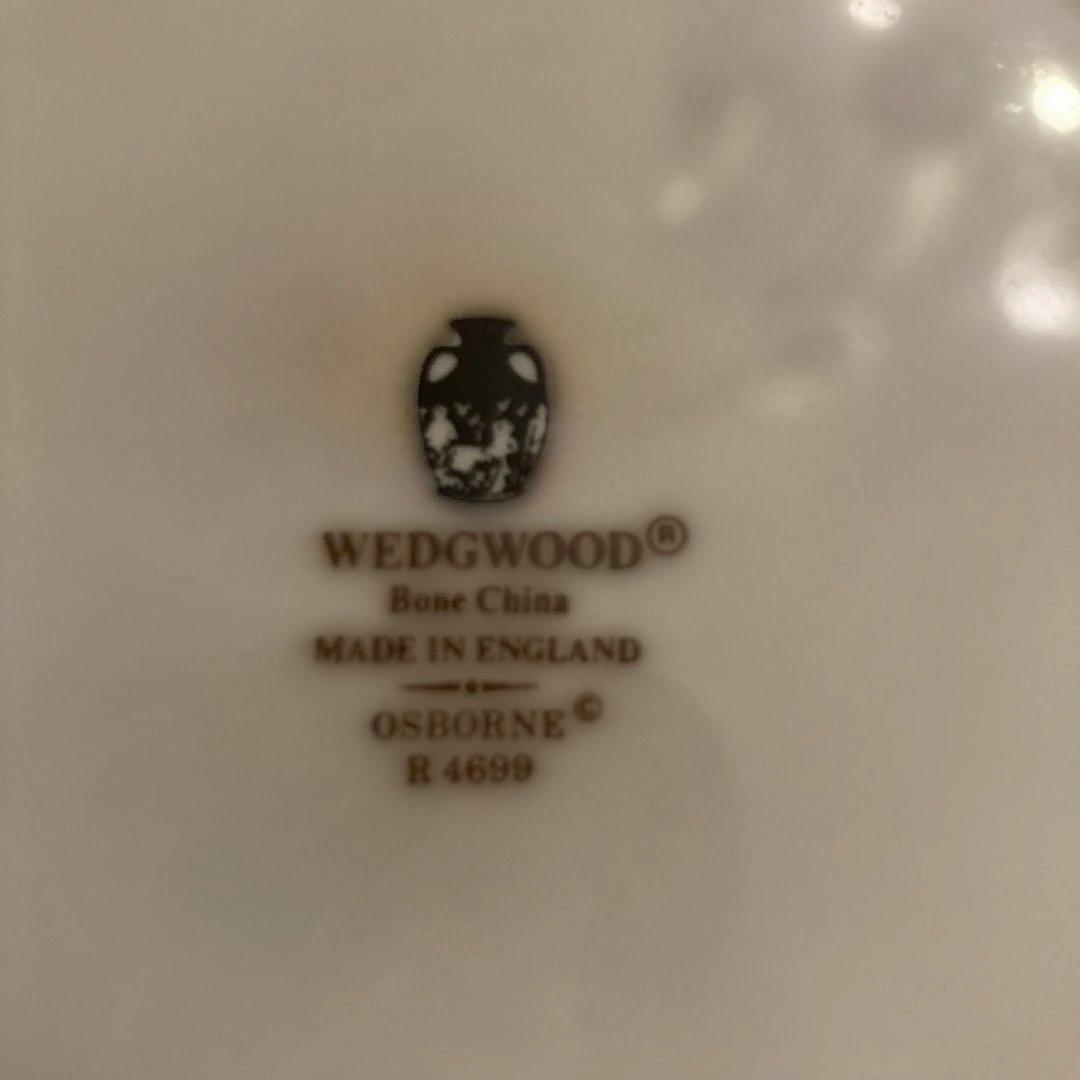 WEDGWOOD®
Bone China
MADE IN ENGLAND
OSBORNE©
R 4699